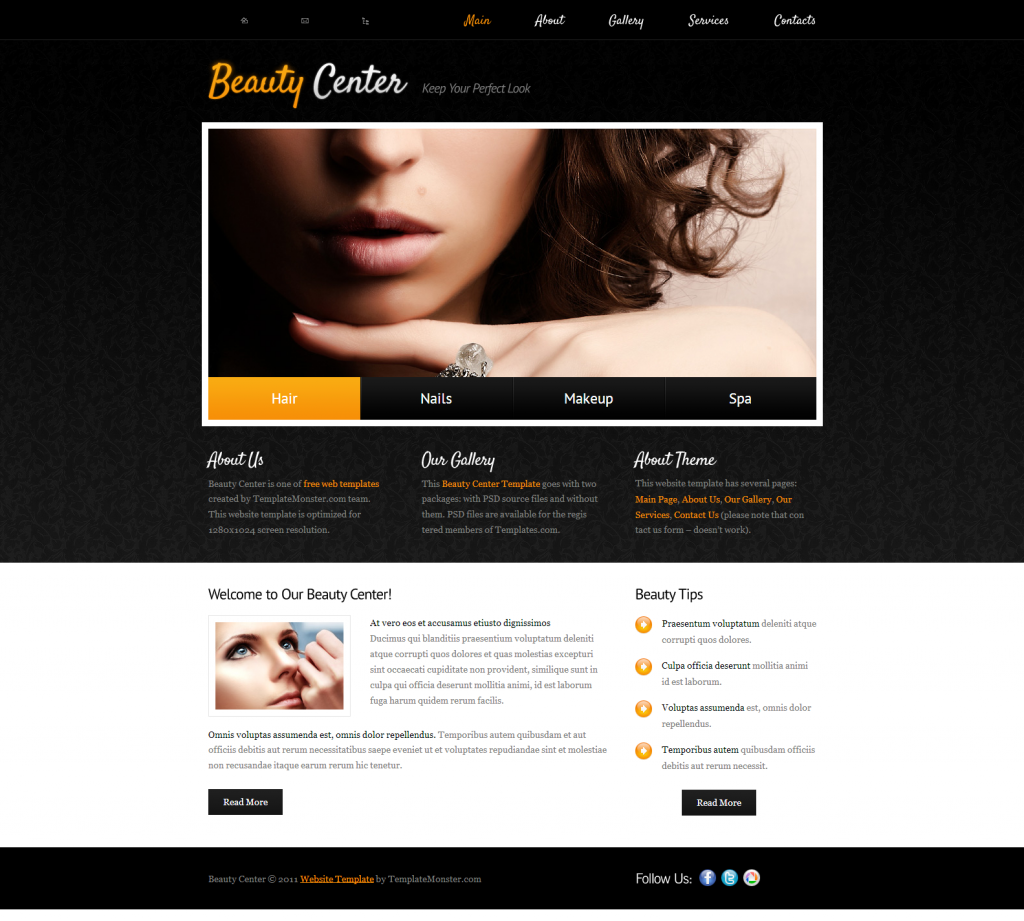 Main About Gallery Services Contacts
Beauty Center Keep Your Perfect Look
Hair Nails Makeup Spa
About Us
Beauty Center is one of free web templates
created by TemplateMonster.com team.
This website template is optimized for
1280x1024 screen resolution.
Our Gallery
This Beauty Center Template goes with two
packages: with PSD source files and without
them. PSD files are available for the regis
tered members of Templates.com.
About Theme
This website template has several pages:
Main Page, About Us, Our Gallery, Our
Services, Contact Us (please note that con
tact us form – doesn't work).
Welcome to Our Beauty Center!
At vero eos et accusamus etiusto dignissimos
Ducimus qui blanditiis praesentium voluptatum deleniti
atque corrupti quos dolores et quas molestias excepturi
sint occaecati cupiditate non provident, similique sunt in
culpa qui officia deserunt mollitia animi, id est laborum
fuga harum quidem rerum facilis.
Omnis voluptas assumenda est, omnis dolor repellendus. Temporibus autem quibusdam et aut
officiis debitis aut rerum necessitatibus saepe eveniet ut et voluptates repudiandae sint et molestiae
non recusandae itaque earum rerum hic tenetur.
Read More
Beauty Tips
Praesentum voluptatum deleniti atque
corrupti quos dolores.
Culpa officia deserunt mollitia animi
id est laborum.
Voluptas assumenda est, omnis dolor
repellendus.
Temporibus autem quibusdam officiis
debitis aut rerum necessit.
Read More
Beauty Center © 2011 Website Template by TemplateMonster.com
Follow Us: